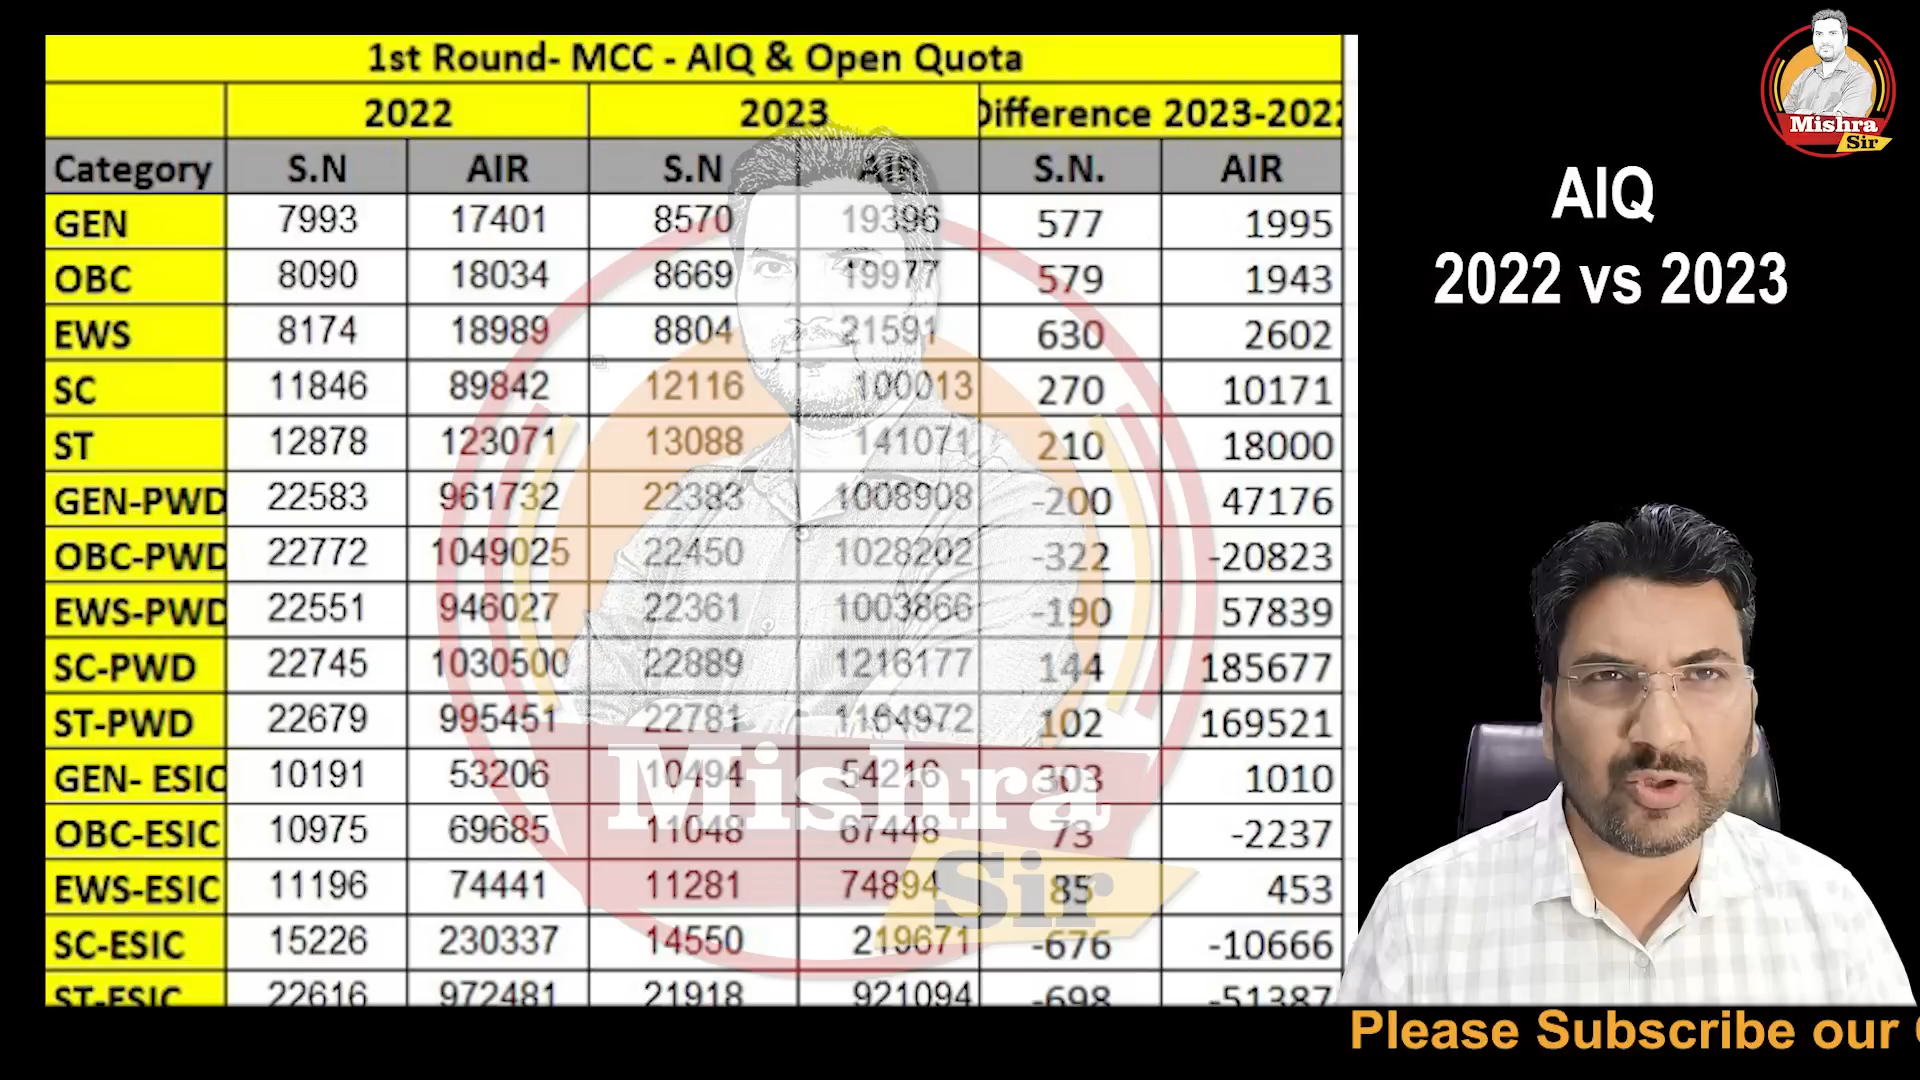 1st Round- MCC - AIQ & Open Quota
2022 2023 Difference 2023-2022
Category S.N AIR S.N AIR S.N. AIR
GEN 7993 17401 8570 19396 577 1995
OBC 8090 18034 8669 19977 579 1943
EWS 8174 18989 8804 21591 630 2602
SC 11846 89842 12116 100013 270 10171
ST 12878 123071 13088 141071 210 18000
GEN-PWD 22583 961732 22383 1008908 -200 47176
OBC-PWD 22772 1049025 22450 1028202 -322 -20823
EWS-PWD 22551 946027 22361 1003866 -190 57839
SC-PWD 22745 1030500 22889 1216177 144 185677
ST-PWD 22679 995451 22781 1164972 102 169521
GEN- ESIC 10191 53206 10494 54216 303 1010
OBC-ESIC 10975 69685 11048 67448 73 -2237
EWS-ESIC 11196 74441 11281 74894 85 453
SC-ESIC 15226 230337 14550 219671 -676 -10666
ST-ESIC 22616 972481 21918 921094 -698 -51387
Mishra
Sir
Mishra
Sir
AIQ
2022 vs 2023
Please Subscribe our